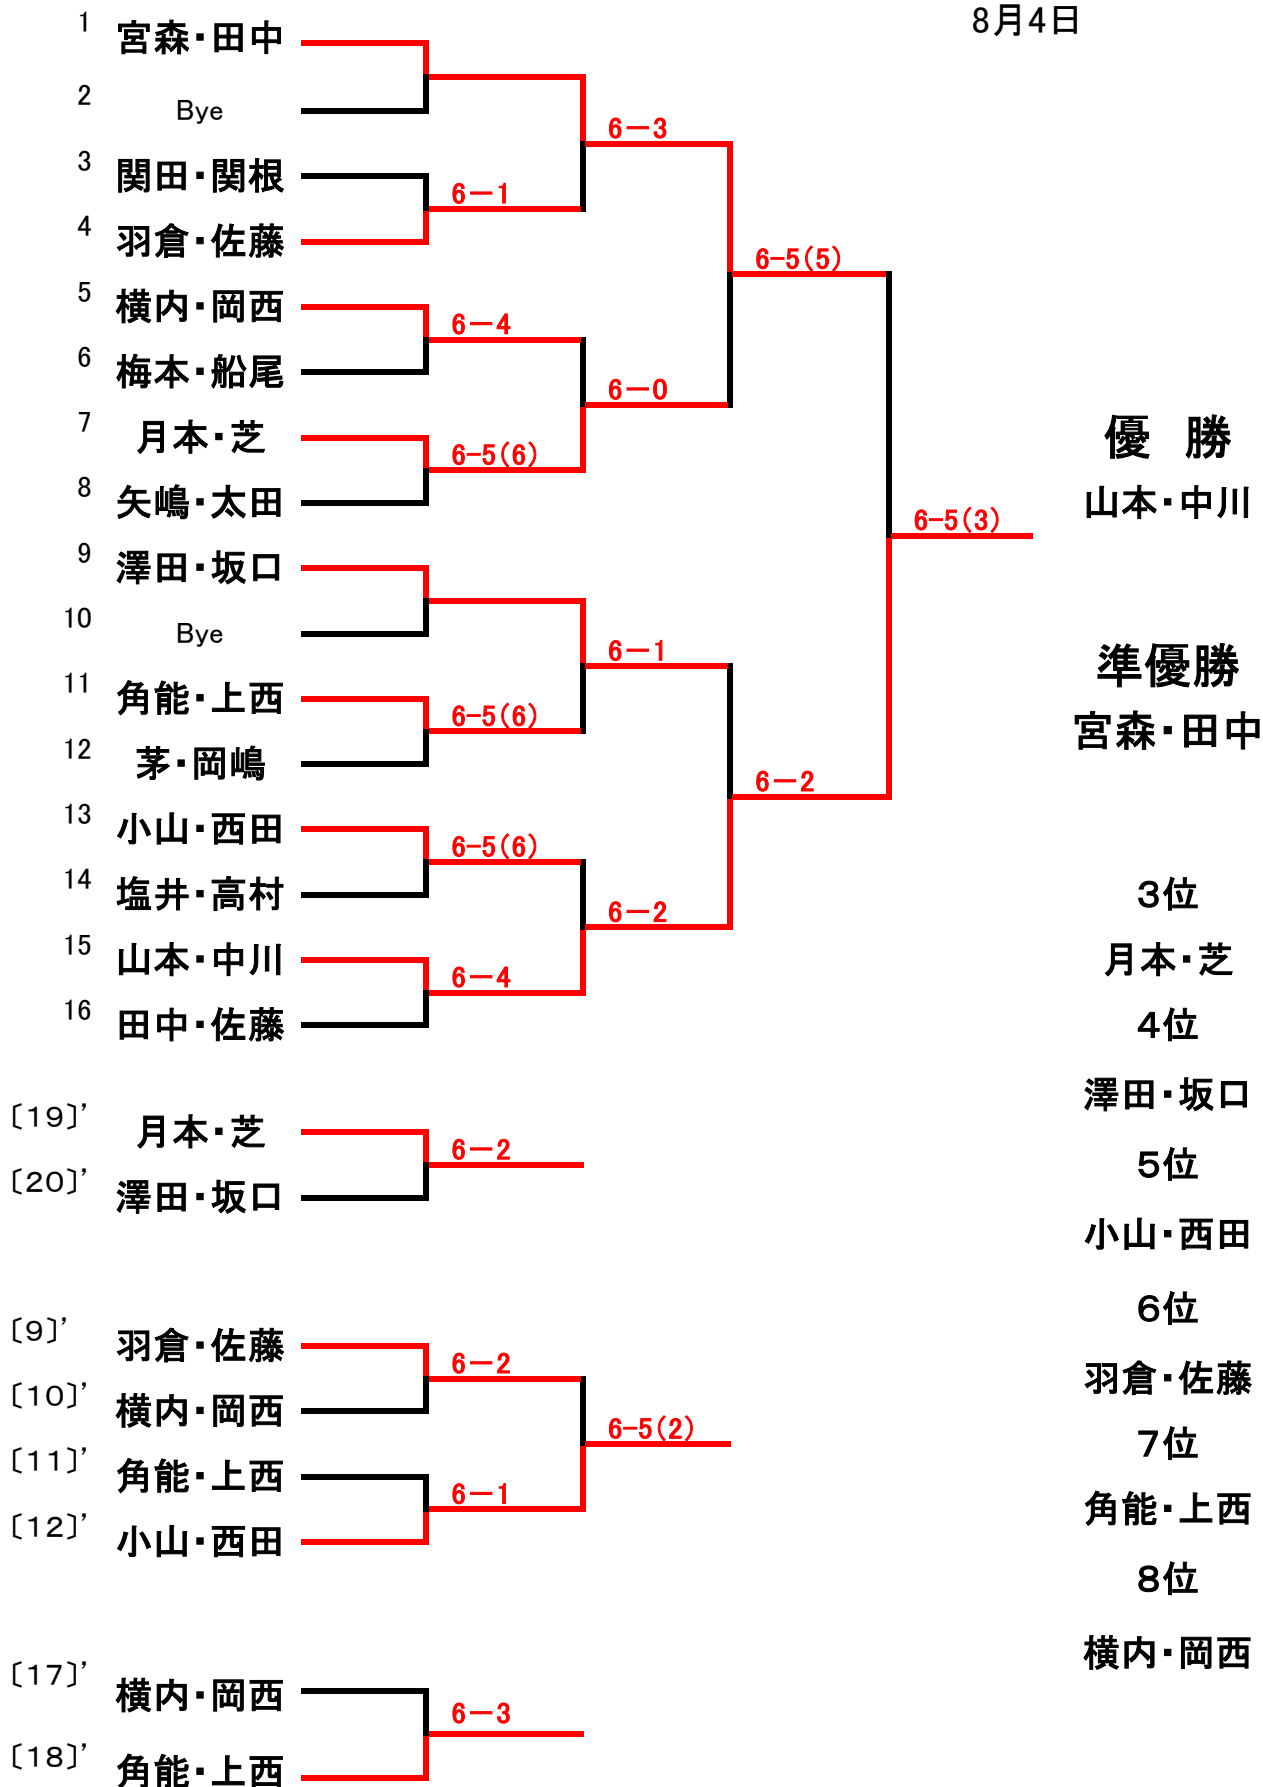 8月4日
1 宮森・田中
2 Bye
6－3
3 関田・関根
6－1
4 羽倉・佐藤
6-5(5)
5 横内・岡西
6－4
6 梅本・船尾
6－0
7 月本・芝
優 勝
6-5(6)
8 矢嶋・太田
山本・中川
6-5(3)
9 澤田・坂口
10 Bye
6－1
準優勝
11 角能・上西
6-5(6)
宮森・田中
12 茅・岡嶋
6－2
13 小山・西田
6-5(6)
14 塩井・高村
3位
6－2
15 山本・中川
月本・芝
6－4
16 田中・佐藤
4位
澤田・坂口
[19]’ 月本・芝
6－2
5位
[20]’ 澤田・坂口
小山・西田
6位
[9]’ 羽倉・佐藤
6－2
羽倉・佐藤
[10]’ 横内・岡西
6-5(2)
7位
[11]’ 角能・上西
6－1
角能・上西
[12]’ 小山・西田
8位
横内・岡西
[17]’ 横内・岡西
6－3
[18]’ 角能・上西